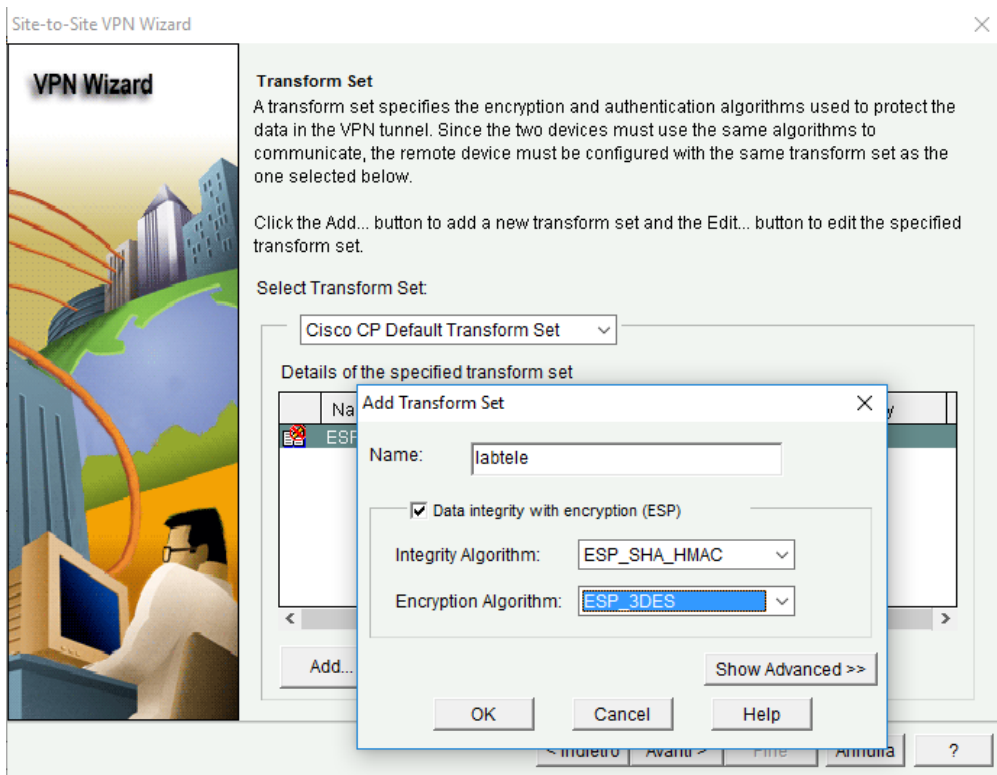 Site-to-Site VPN Wizard
VPN Wizard
Transform Set
A transform set specifies the encryption and authentication algorithms used to protect the
data in the VPN tunnel. Since the two devices must use the same algorithms to
communicate, the remote device must be configured with the same transform set as the
one selected below.
Click the Add... button to add a new transform set and the Edit... button to edit the specified
transform set.
Select Transform Set:
Cisco CP Default Transform Set
Details of the specified transform set
Add Transform Set
Name:
labtele
Data integrity with encryption (ESP)
Integrity Algorithm:
ESP_SHA_HMAC
Encryption Algorithm:
ESP_3DES
Add...
Show Advanced >>
OK
Cancel
Help
< Indietro
Avanti >
Fine
Annulla
?